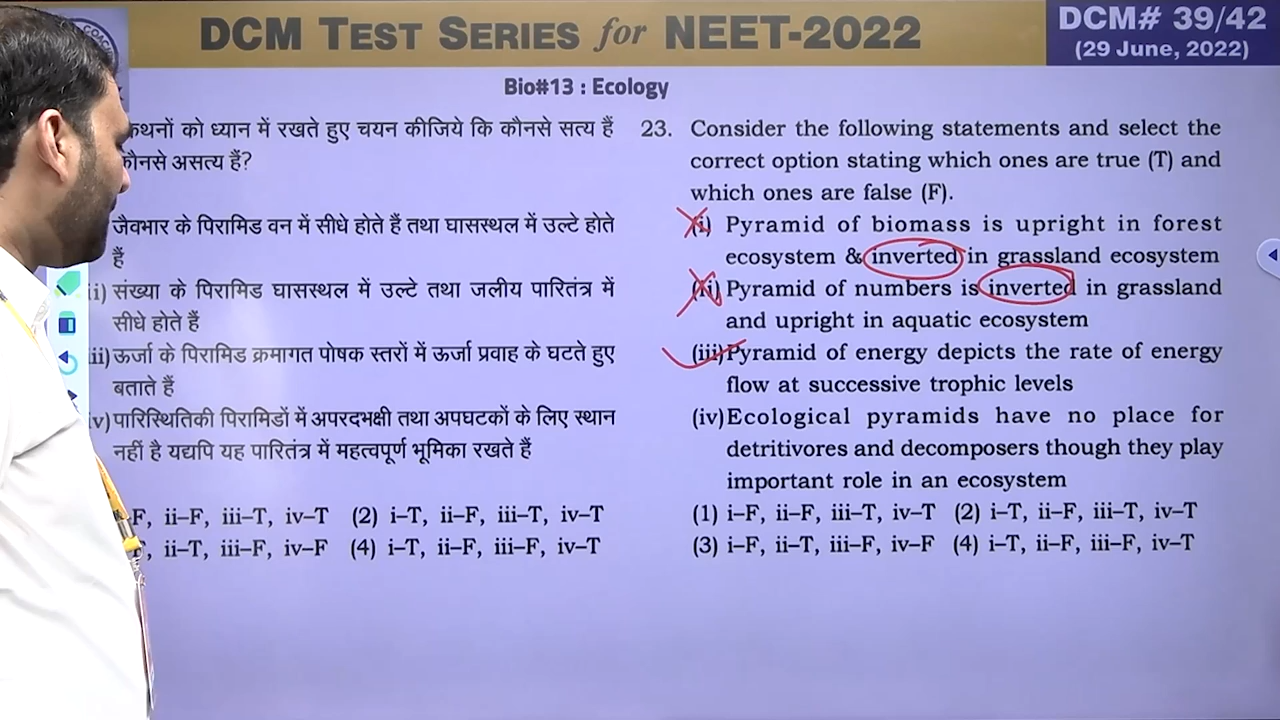 DCM TEST SERIES for NEET-2022
DCM# 39/42
(29 June, 2022)
Bio#13 : Ecology
कथनों को ध्यान में रखते हुए चयन कीजिये कि कौनसे सत्य हैं
कौनसे असत्य हैं?
जैवभार के पिरामिड वन में सीधे होते हैं तथा घासस्थल में उल्टे होते
हैं
संख्या के पिरामिड घासस्थल में उल्टे तथा जलीय पारितंत्र में
सीधे होते हैं
ऊर्जा के पिरामिड क्रमागत पोषक स्तरों में ऊर्जा प्रवाह के घटते हुए
बताते हैं
पारिस्थितिकी पिरामिडों में अपरदभक्षी तथा अपघटकों के लिए स्थान
नहीं है यद्यपि यह पारितंत्र में महत्वपूर्ण भूमिका रखते हैं
F, ii–F, iii–T, iv–T (2) i–T, ii–F, iii–T, iv–T
ii–T, iii–F, iv–F (4) i–T, ii–F, iii–F, iv–T
23. Consider the following statements and select the
correct option stating which ones are true (T) and
which ones are false (F).
(i) Pyramid of biomass is upright in forest
ecosystem & inverted in grassland ecosystem
(ii) Pyramid of numbers is inverted in grassland
and upright in aquatic ecosystem
(iii) Pyramid of energy depicts the rate of energy
flow at successive trophic levels
(iv) Ecological pyramids have no place for
detritivores and decomposers though they play
important role in an ecosystem
(1) i–F, ii–F, iii–T, iv–T (2) i–T, ii–F, iii–T, iv–T
(3) i–F, ii–T, iii–F, iv–F (4) i–T, ii–F, iii–F, iv–T